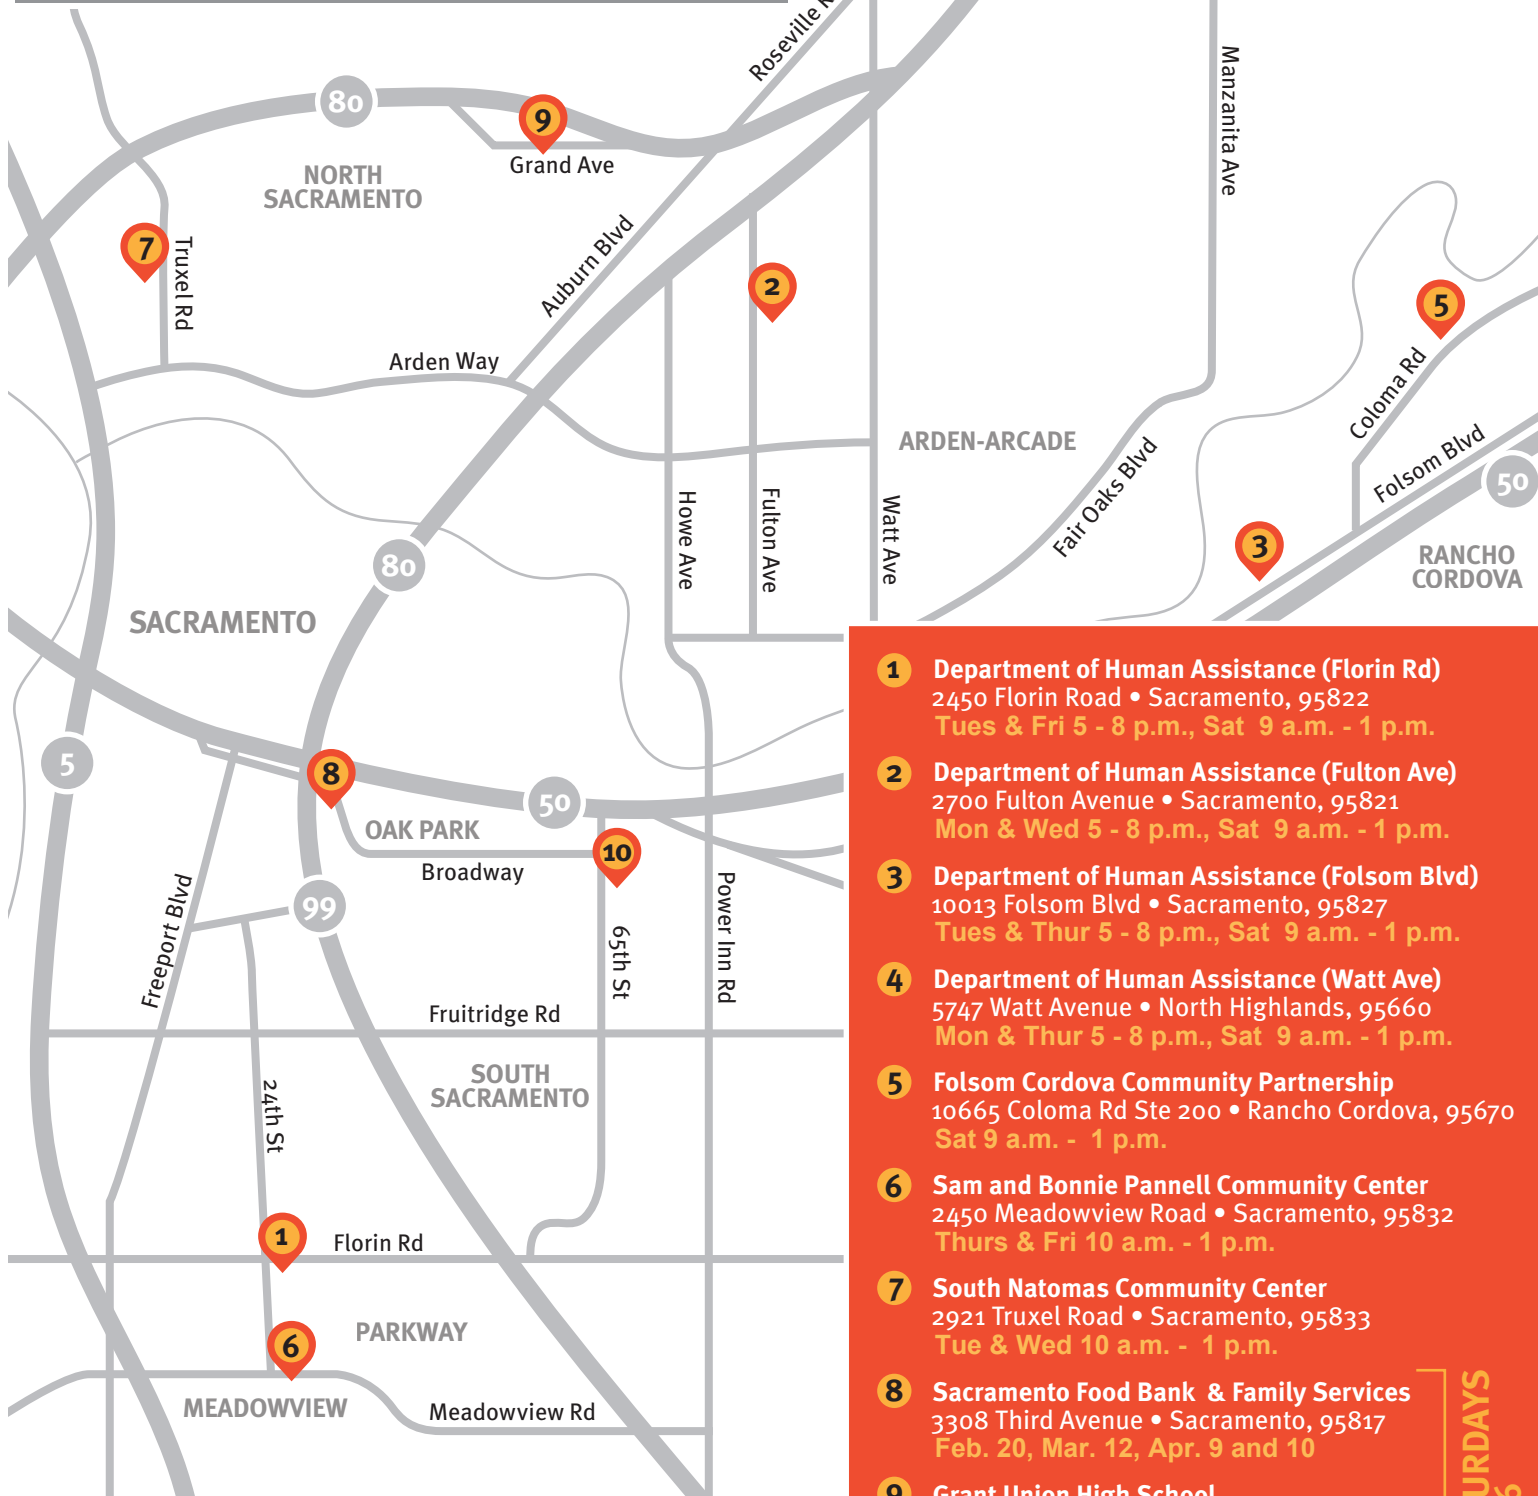 Roseville
80
9
Grand Ave
NORTH
SACRAMENTO
Manzanita Ave
7
Truxel Rd
Auburn Blvd
2
5
Arden Way
Coloma Rd
ARDEN-ARCADE
Folsom Blvd
50
Fair Oaks Blvd
Howe Ave
Fulton Ave
Watt Ave
3
RANCHO
CORDOVA
80
SACRAMENTO
5
8
50
OAK PARK
10
Broadway
99
Freeport Blvd
65th St
Power Inn Rd
Fruitridge Rd
SOUTH
SACRAMENTO
24th St
1
Florin Rd
PARKWAY
6
MEADOWVIEW
Meadowview Rd
1 Department of Human Assistance (Florin Rd)
2450 Florin Road • Sacramento, 95822
Tues & Fri 5 - 8 p.m., Sat 9 a.m. - 1 p.m.
2 Department of Human Assistance (Fulton Ave)
2700 Fulton Avenue • Sacramento, 95821
Mon & Wed 5 - 8 p.m., Sat 9 a.m. - 1 p.m.
3 Department of Human Assistance (Folsom Blvd)
10013 Folsom Blvd • Sacramento, 95827
Tues & Thur 5 - 8 p.m., Sat 9 a.m. - 1 p.m.
4 Department of Human Assistance (Watt Ave)
5747 Watt Avenue • North Highlands, 95660
Mon & Thur 5 - 8 p.m., Sat 9 a.m. - 1 p.m.
5 Folsom Cordova Community Partnership
10665 Coloma Rd Ste 200 • Rancho Cordova, 95670
Sat 9 a.m. - 1 p.m.
6 Sam and Bonnie Pannell Community Center
2450 Meadowview Road • Sacramento, 95832
Thurs & Fri 10 a.m. - 1 p.m.
7 South Natomas Community Center
2921 Truxel Road • Sacramento, 95833
Tue & Wed 10 a.m. - 1 p.m.
8 Sacramento Food Bank & Family Services
3308 Third Avenue • Sacramento, 95817
Feb. 20, Mar. 12, Apr. 9 and 10
9 Grant Union High School
URDAYS